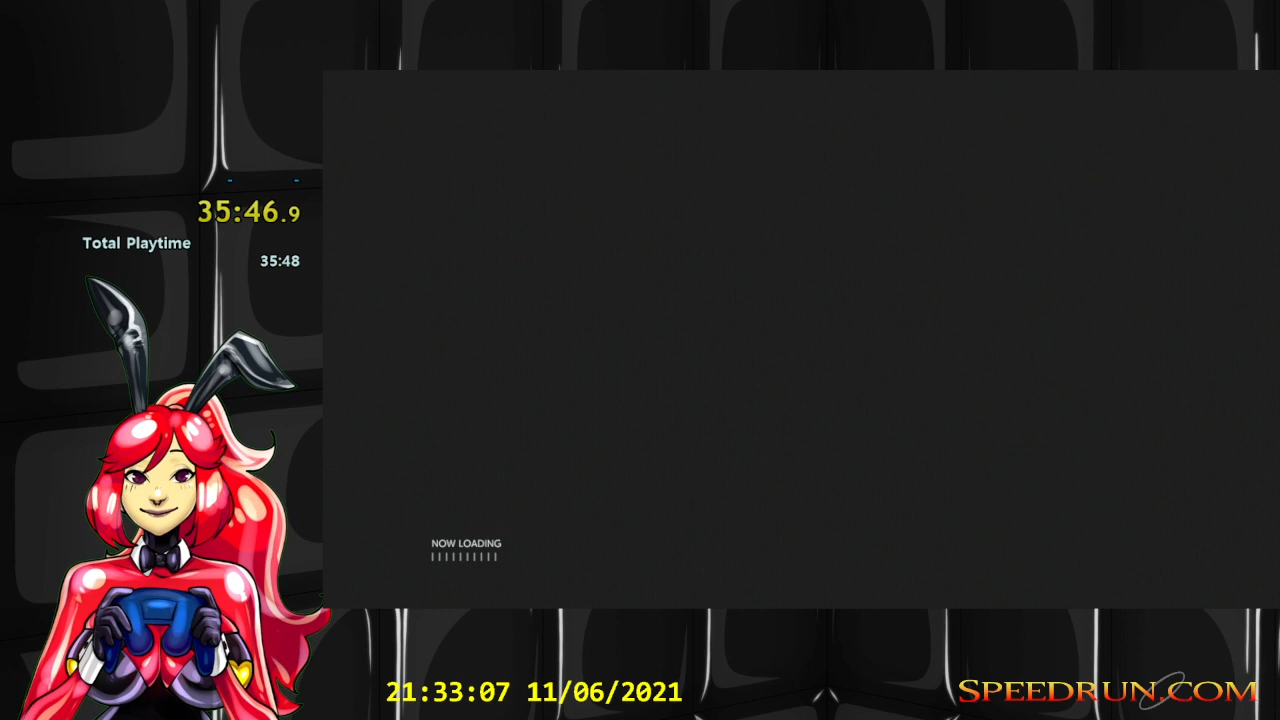 35:46.9
Total Playtime
35:48
NOW LOADING
21:33:07 11/06/2021
SPEEDRUN.COM